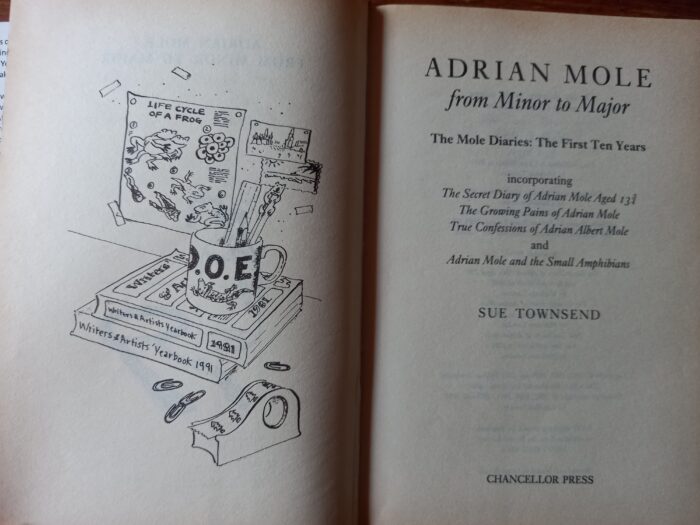 LIFE CYCLE
OF A FROG
D.O.E
Writers
1981
Writers & Artists Yearbook 1981
Writers & Artists' Yearbook 1991
ADRIAN MOLE
from Minor to Major
The Mole Diaries: The First Ten Years
incorporating
The Secret Diary of Adrian Mole Aged 13¾
The Growing Pains of Adrian Mole
True Confessions of Adrian Albert Mole
and
Adrian Mole and the Small Amphibians
SUE TOWNSEND
CHANCELLOR PRESS